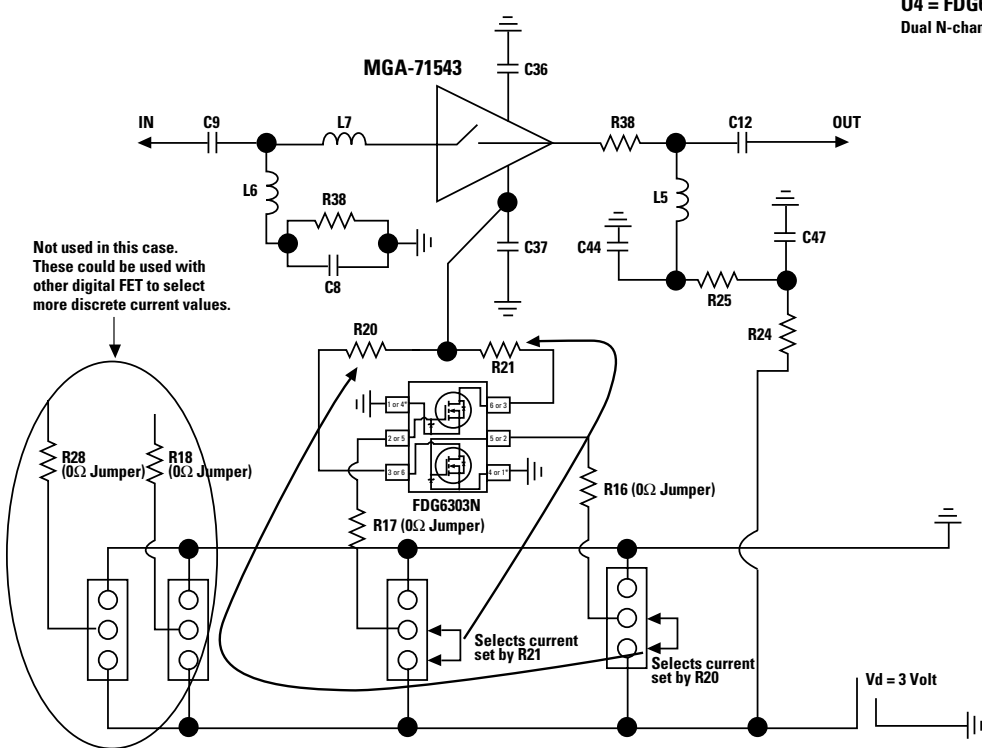 U4 = FDG6
Dual N-chan
C36
MGA-71543
IN
C9
L7
R38
C12
OUT
L6
R38
L5
C8
C37
C44
C47
R25
R24
Not used in this case.
These could be used with
other digital FET to select
more discrete current values.
R20
R21
1 or 4*
6 or 3
2 or 5
5 or 2
3 or 6
4 or 1*
FDG6303N
R28
(0Ω Jumper)
R18
(0Ω Jumper)
R17 (0Ω Jumper)
R16 (0Ω Jumper)
Selects current
set by R21
Selects current
set by R20
Vd = 3 Volt